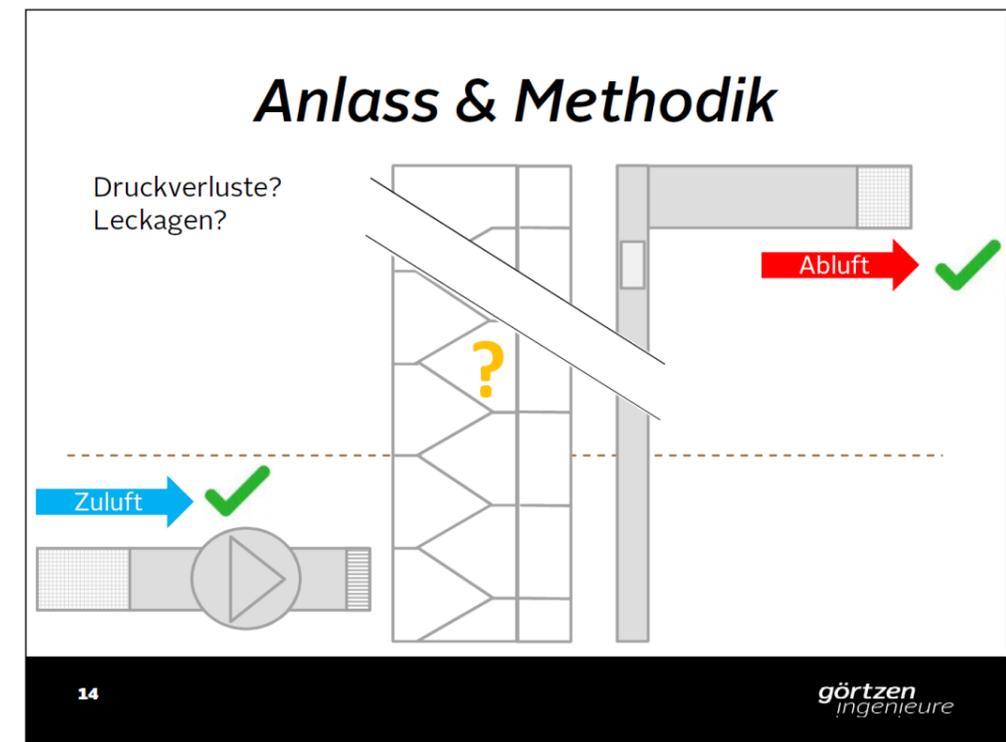 Anlass & Methodik
Druckverluste?
Leckagen?
Abluft
?
Zuluft
14
görtzen
ingenieure